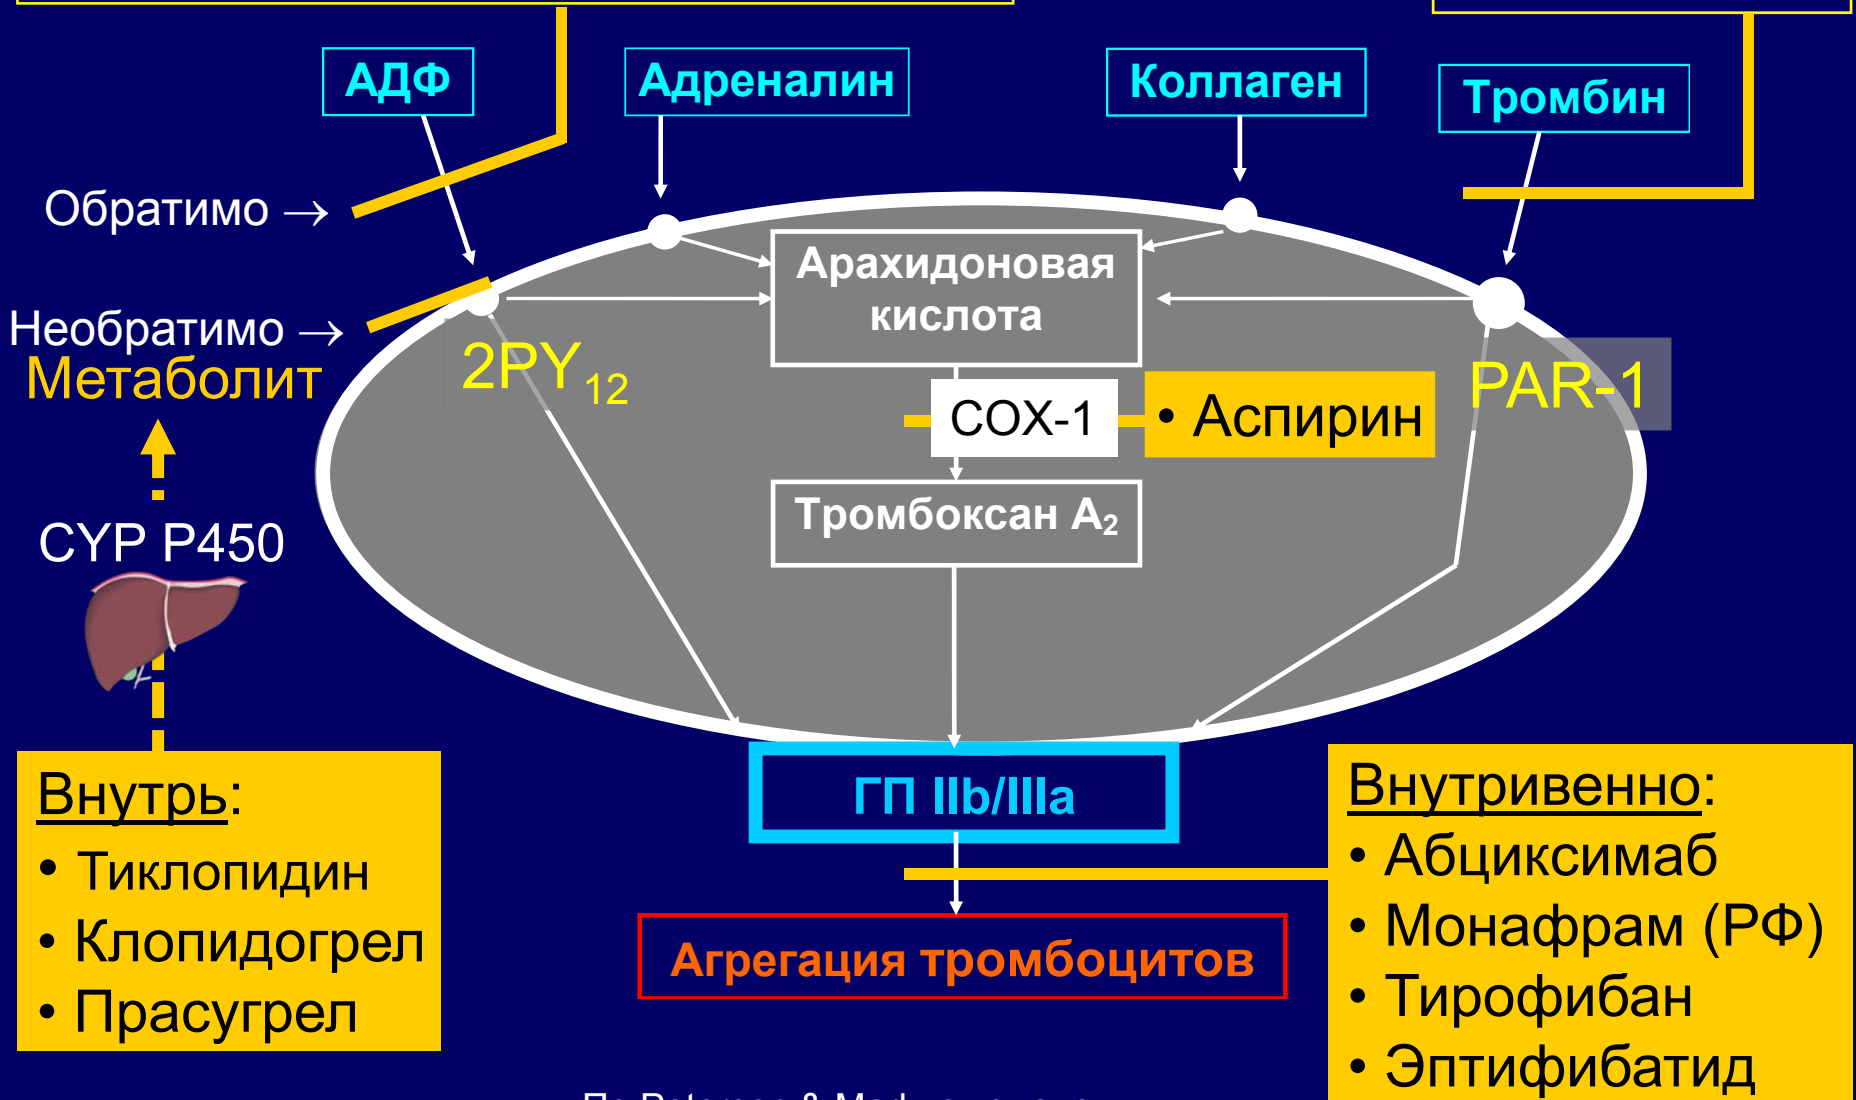 АДФ
Адреналин
Коллаген
Тромбин
Обратимо →
Необратимо →
Метаболит
Арахидоновая
кислота
2PY12
PAR-1
COX-1
• Аспирин
Тромбоксан А2
CYP P450
ГП IIb/IIIa
Агрегация тромбоцитов
Внутрь:
• Тиклопидин
• Клопидогрел
• Прасугрел
Внутривенно:
• Абциксимаб
• Монафрам (РФ)
• Тирофибан
• Эптифибатид